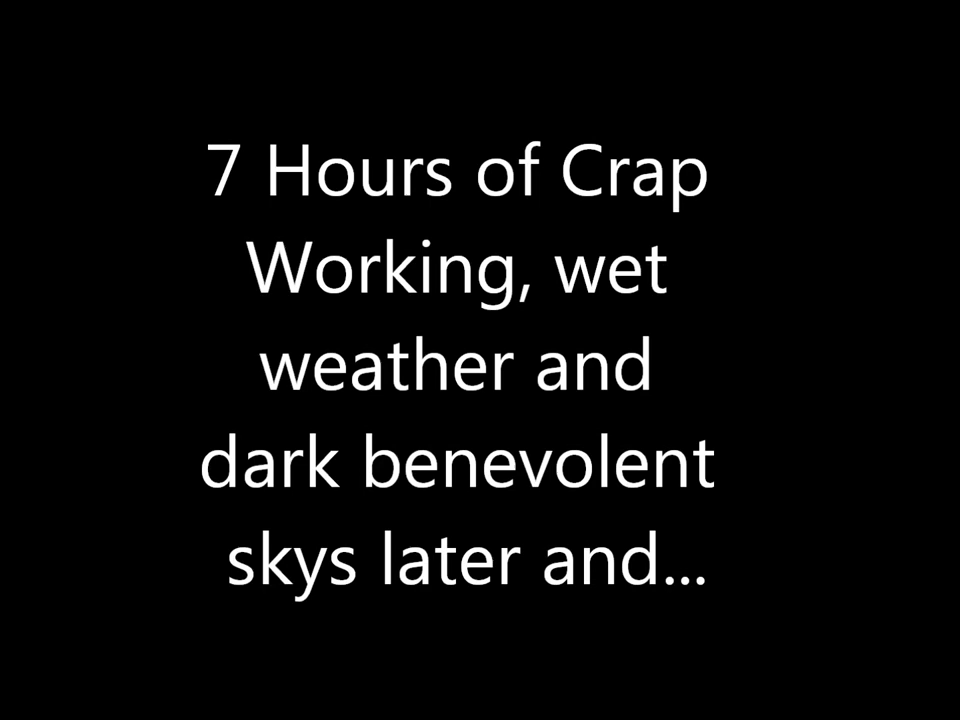 7 Hours of Crap
Working, wet
weather and
dark benevolent
skys later and...